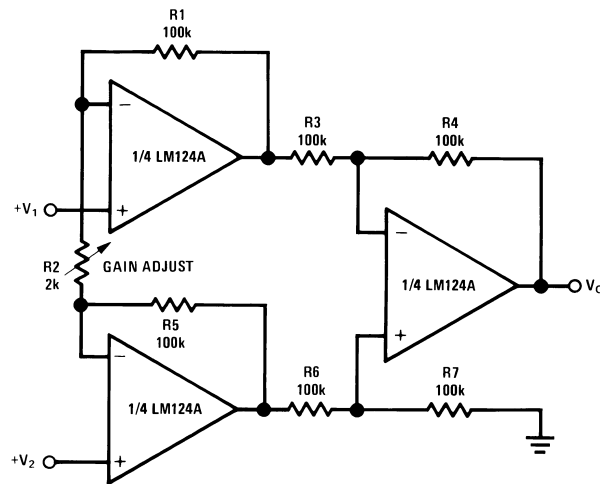 R1
100k
1/4 LM124A
+V1
R2
2k
GAIN ADJUST
R3
100k
R4
100k
1/4 LM124A
VO
R5
100k
1/4 LM124A
+V2
R6
100k
R7
100k